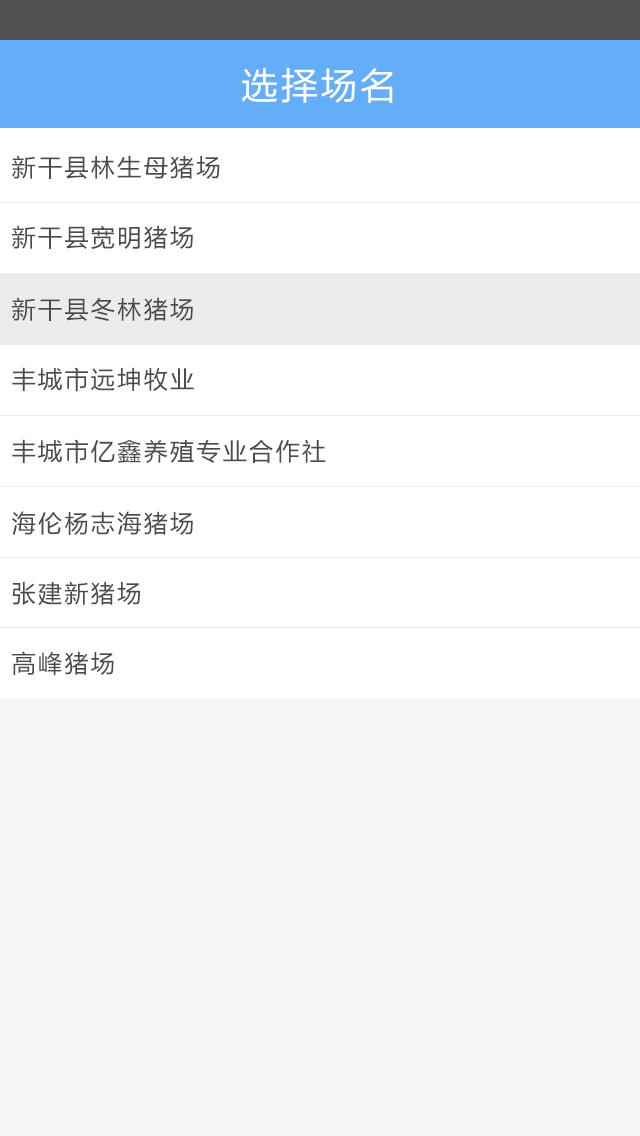 选择场名
新干县林生母猪场
新干县宽明猪场
新干县冬林猪场
丰城市远坤牧业
丰城市亿鑫养殖专业合作社
海伦杨志海猪场
张建新猪场
高峰猪场